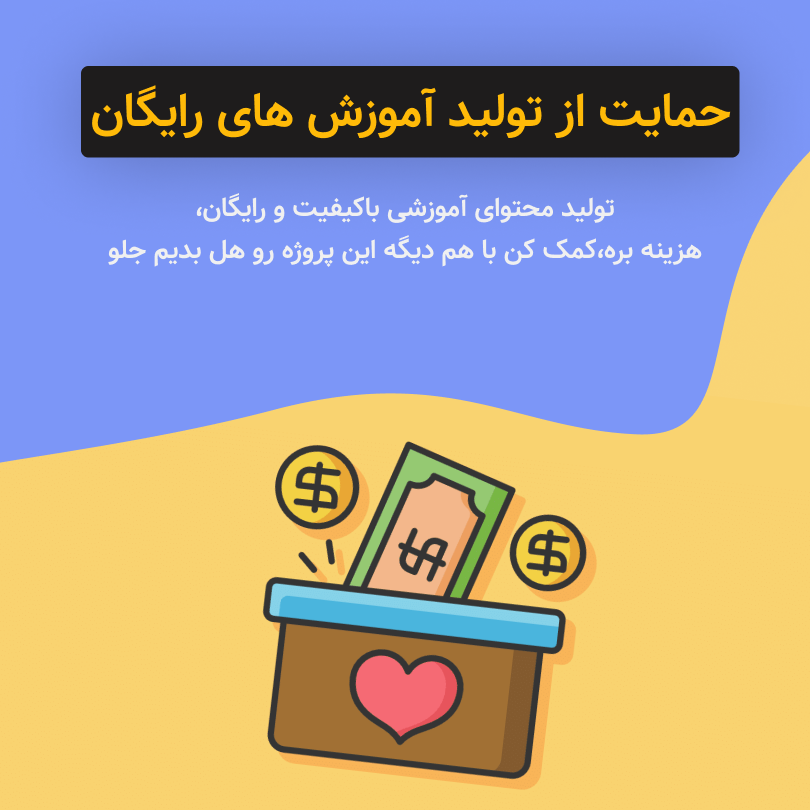 حمایت از تولید آموزش های رایگان
تولید محتوای آموزشی باکیفیت و رایگان،
هزینه بره،کمک کن با هم دیگه این پروژه رو هل بدیم جلو
$
$
$